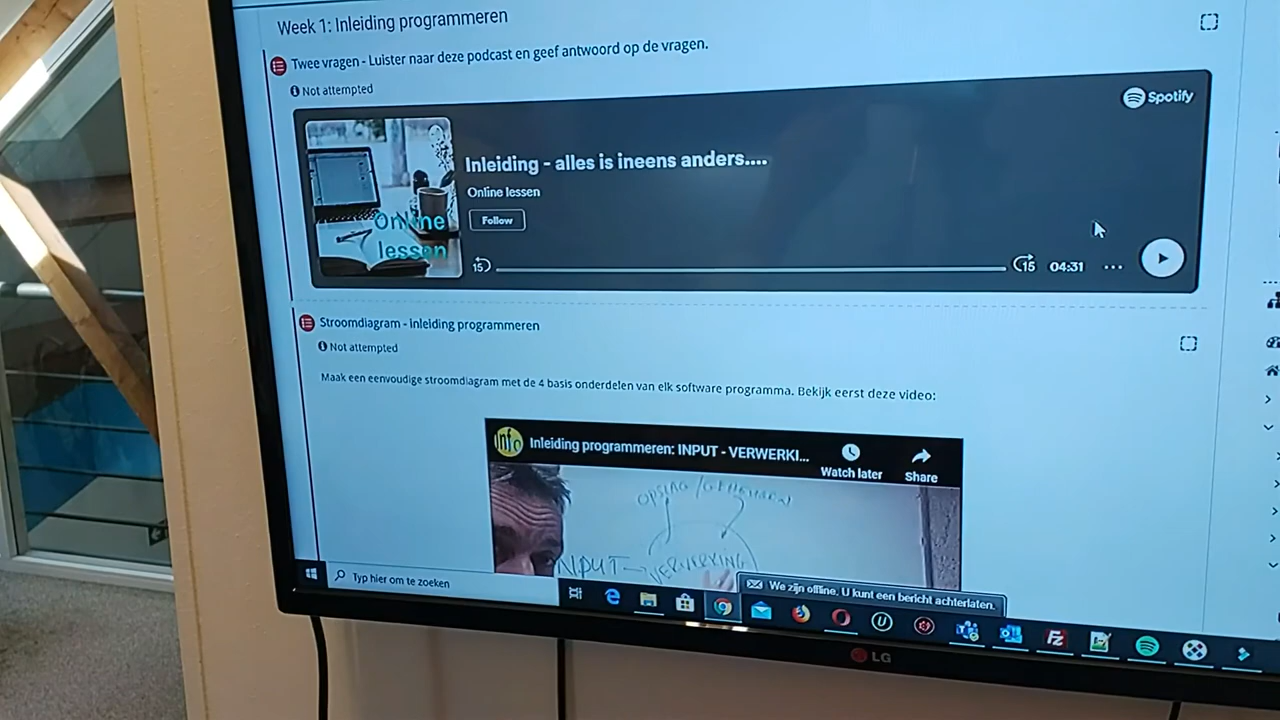 Week 1: Inleiding programmeren
Twee vragen - Luister naar deze podcast en geef antwoord op de vragen.
Not attempted
Spotify
Inleiding - alles is ineens anders....
Online lessen
Follow
Online
lessen
15
15
04:31
Stroomdiagram - Inleiding programmeren
Not attempted
Maak een eenvoudige stroomdiagram met de 4 basis onderdelen van elk software programma. Bekijk eerst deze video:
Info
Inleiding programmeren: INPUT - VERWERKI...
Watch later
Share
OPSLAG/GEHEUGEN
INPUT → VERWERKING
We zijn offline. U kunt een bericht achterlaten.
Typ hier om te zoeken
LG